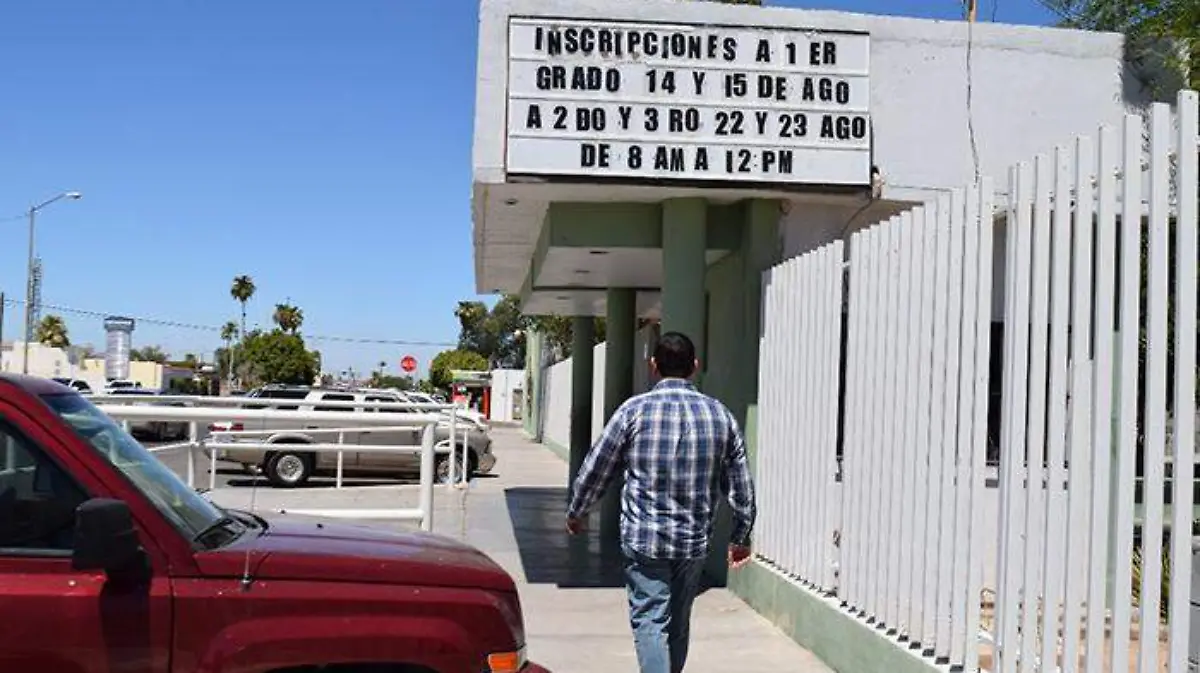 INSCRIPCIONES A 1 ER
GRADO 14 Y 15 DE AGO
A 2 DO Y 3 RO 22 Y 23 AGO
DE 8 AM A 12 PM